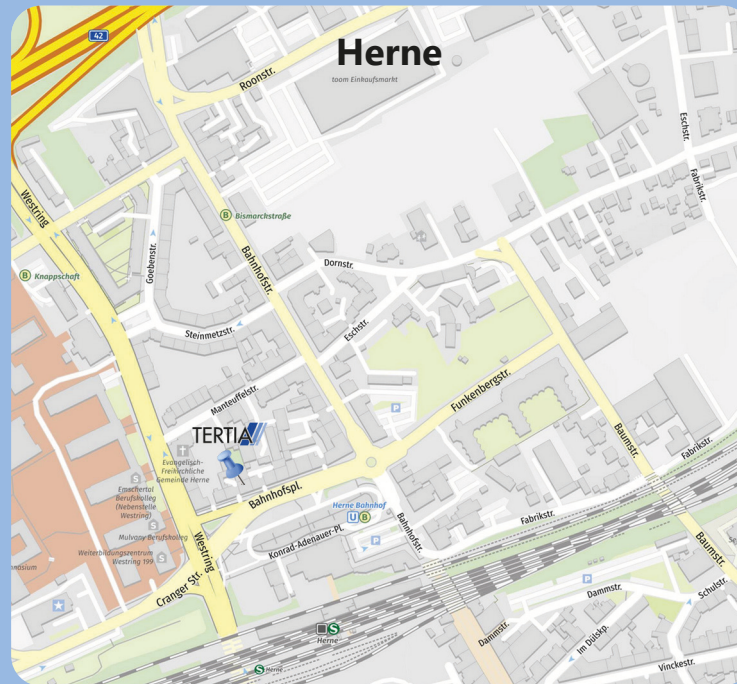 42
Herne
toom Einkaufsmarkt
Roonstr.
Eschstr.
Fabrikstr.
Westring
Bismarchstraße
Knappschaft
Goebenstr.
Bahnhofstr.
Dornstr.
Steinmetzstr.
Eschstr.
Manteuffelstr.
P
Funkenbergstr.
TERTIA
Evangelisch-
Freikirchliche
Gemeinde Herne
Baumstr.
Fabrikstr.
Emschertal
Berufskolleg
(Nebenstelle
Westring)
Bahnhofspl.
Herne Bahnhof
U B
Mulvany Berufskolleg
Weiterbildungszentrum
Westring 199
Westring
Konrad-Adenauer-Pl.
P
Bahnhofstr.
Fabrikstr.
Baumstr.
Cranger Str.
P
Dammstr.
Schulstr.
S
Herne
Dammstr.
Im Dülskp.
Vinckestr.
S Herne